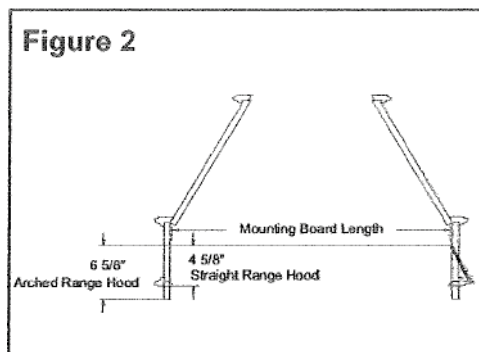 Figure 2
Mounting Board Length
6 5/8"
Arched Range Hood
4 5/8"
Straight Range Hood